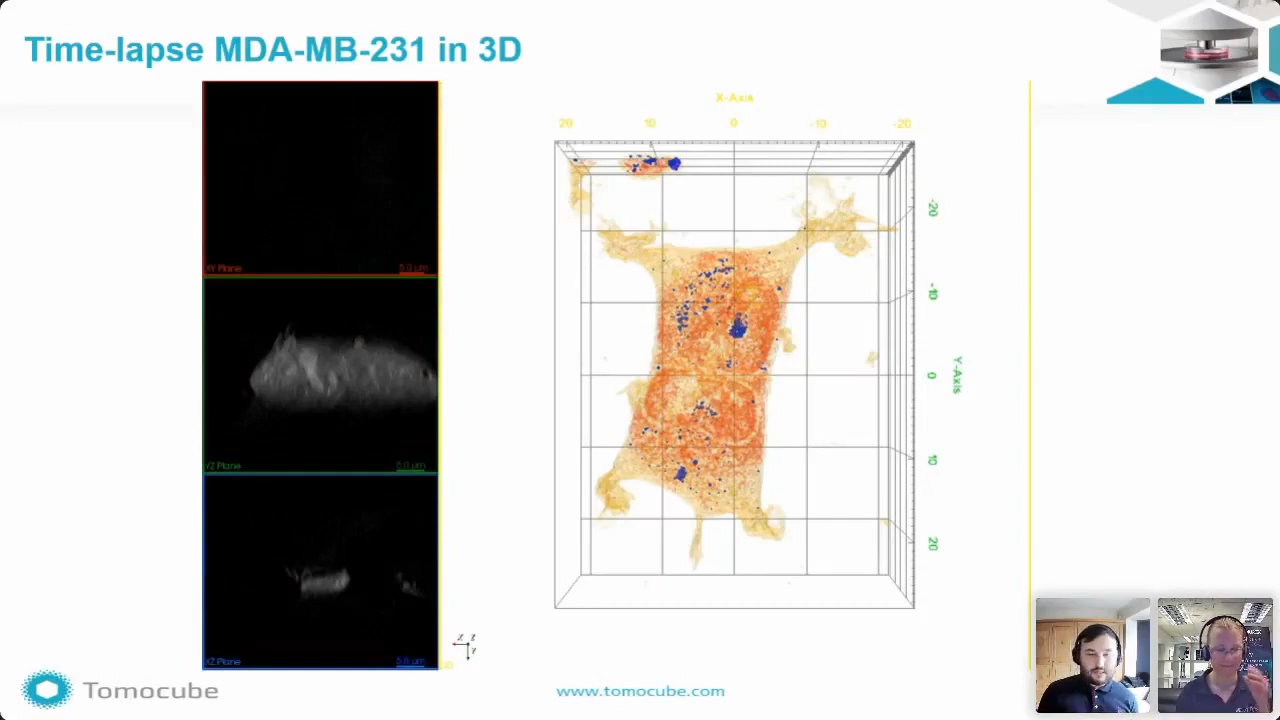 Time-lapse MDA-MB-231 in 3D
X-Axis
20 10 0 -10 -20
-20
-10
0
10
20
Y-Axis
XY Plane
YZ Plane
XZ Plane
X Z
Y
Tomocube
www.tomocube.com